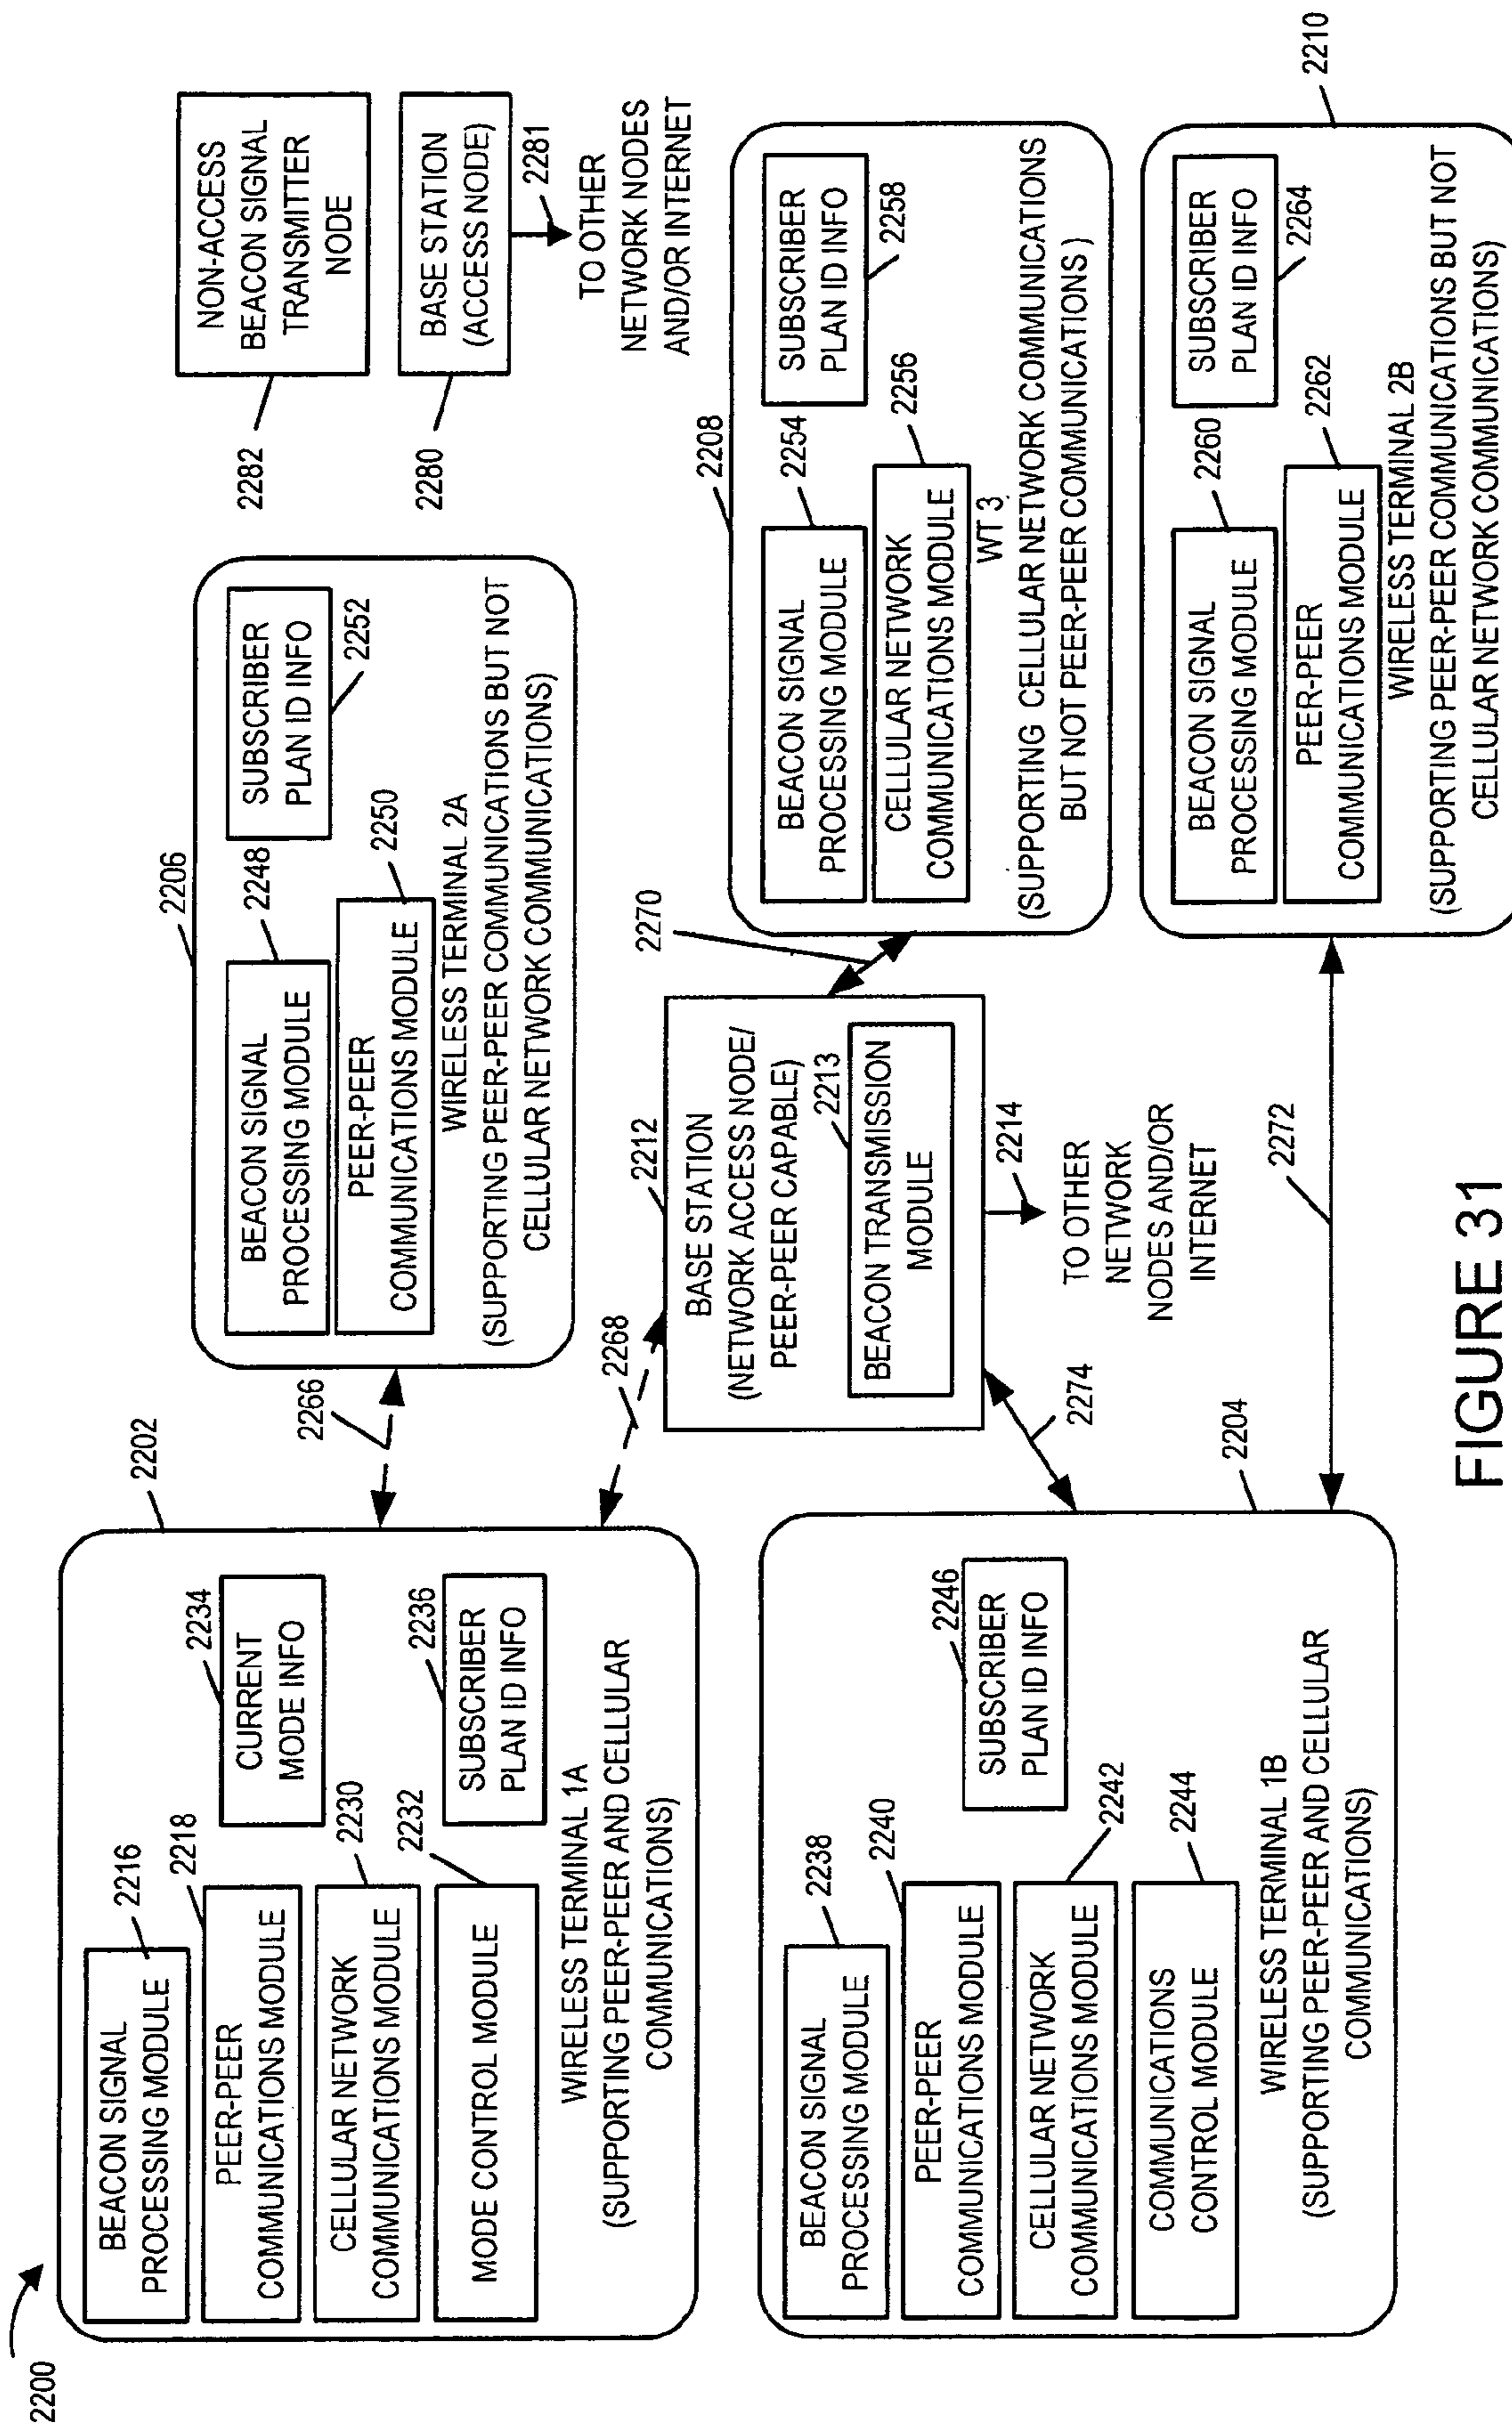 2200
2202
BEACON SIGNAL
PROCESSING MODULE
2216
PEER-PEER
COMMUNICATIONS MODULE
2218
CELLULAR NETWORK
COMMUNICATIONS MODULE
2230
MODE CONTROL MODULE
2232
CURRENT
MODE INFO
2234
SUBSCRIBER
PLAN ID INFO
2236
WIRELESS TERMINAL 1A
(SUPPORTING PEER-PEER AND CELLULAR
COMMUNICATIONS)
2266
2268
2206
BEACON SIGNAL
PROCESSING MODULE
2248
PEER-PEER
COMMUNICATIONS MODULE
2250
SUBSCRIBER
PLAN ID INFO
2252
WIRELESS TERMINAL 2A
(SUPPORTING PEER-PEER COMMUNICATIONS BUT NOT
CELLULAR NETWORK COMMUNICATIONS)
NON-ACCESS
BEACON SIGNAL
TRANSMITTER
NODE
2282
BASE STATION
(ACCESS NODE)
2280
2281
TO OTHER
NETWORK NODES
AND/OR INTERNET
2212
BASE STATION
(NETWORK ACCESS NODE/
PEER-PEER CAPABLE)
2213
BEACON TRANSMISSION
MODULE
2214
TO OTHER
NETWORK
NODES AND/OR
INTERNET
2270
2274
2272
2208
BEACON SIGNAL
PROCESSING MODULE
2254
CELLULAR NETWORK
COMMUNICATIONS MODULE
2256
SUBSCRIBER
PLAN ID INFO
2258
WT 3
(SUPPORTING CELLULAR NETWORK COMMUNICATIONS
BUT NOT PEER-PEER COMMUNICATIONS )
2204
BEACON SIGNAL
PROCESSING MODULE
2238
PEER-PEER
COMMUNICATIONS MODULE
2240
CELLULAR NETWORK
COMMUNICATIONS MODULE
2242
COMMUNICATIONS
CONTROL MODULE
2244
SUBSCRIBER
PLAN ID INFO
2246
WIRELESS TERMINAL 1B
(SUPPORTING PEER-PEER AND CELLULAR
COMMUNICATIONS)
2210
BEACON SIGNAL
PROCESSING MODULE
2260
PEER-PEER
COMMUNICATIONS MODULE
2262
SUBSCRIBER
PLAN ID INFO
2264
WIRELESS TERMINAL 2B
(SUPPORTING PEER-PEER COMMUNICATIONS BUT NOT
CELLULAR NETWORK COMMUNICATIONS)
FIGURE 31